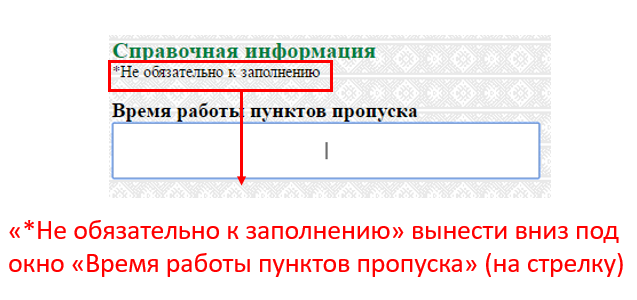 Справочная информация
*Не обязательно к заполнению
Время работы пунктов пропуска
«*Не обязательно к заполнению» вынести вниз под
окно «Время работы пунктов пропуска» (на стрелку)